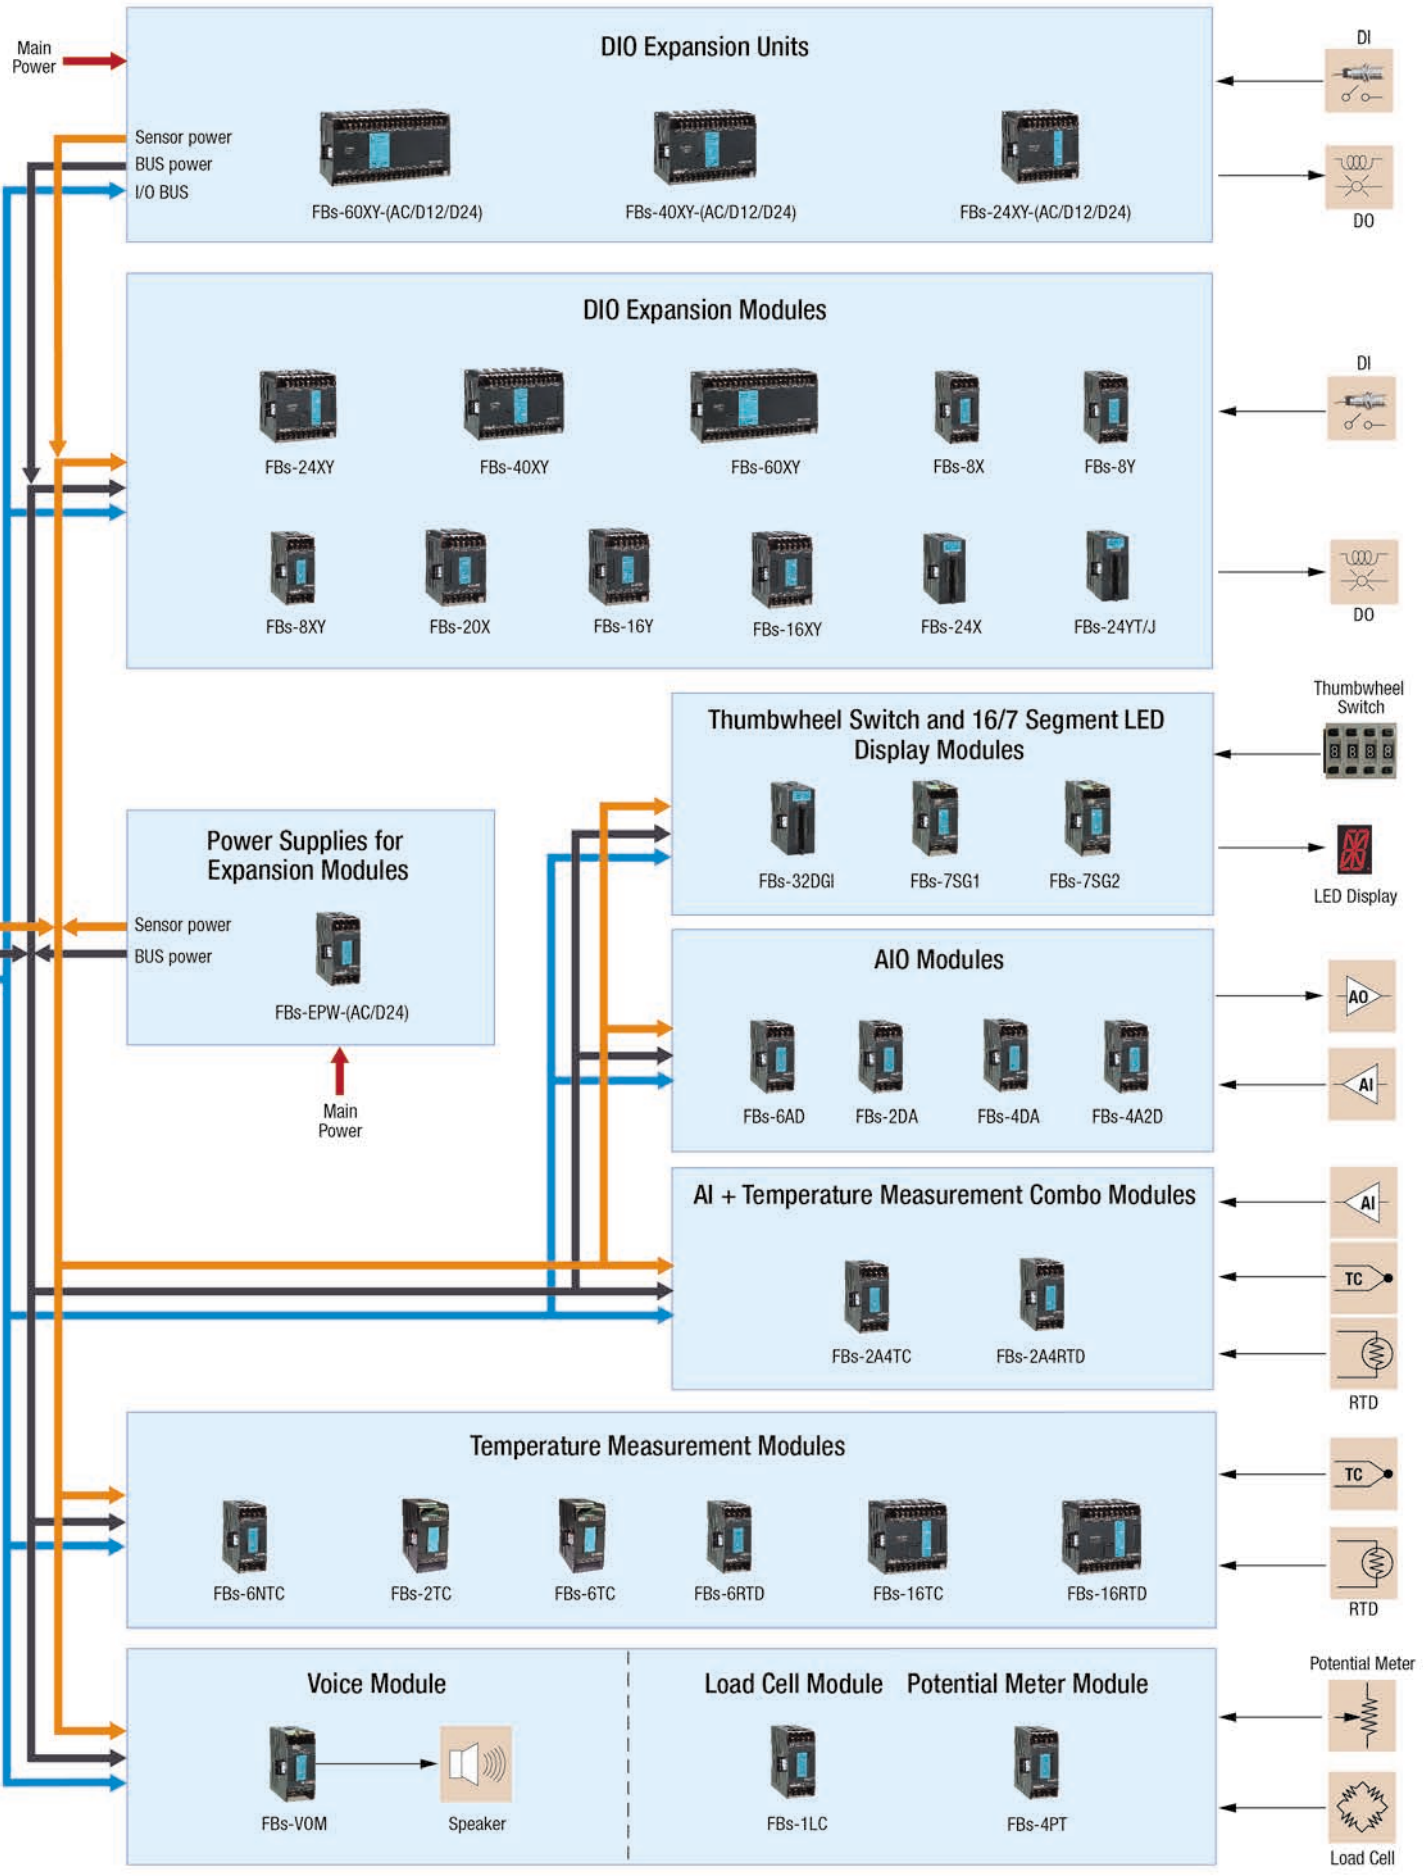 Main
Power
DIO Expansion Units
DI
Sensor power
BUS power
I/O BUS
FBs-60XY-(AC/D12/D24)
FBs-40XY-(AC/D12/D24)
FBs-24XY-(AC/D12/D24)
DO
DIO Expansion Modules
DI
FBs-24XY
FBs-40XY
FBs-60XY
FBs-8X
FBs-8Y
FBs-8XY
FBs-20X
FBs-16Y
FBs-16XY
FBs-24X
FBs-24YT/J
DO
Thumbwheel Switch and 16/7 Segment LED
Display Modules
Thumbwheel
Switch
8 8 8 8
FBs-32DGI
FBs-7SG1
FBs-7SG2
LED Display
Power Supplies for
Expansion Modules
Sensor power
BUS power
FBs-EPW-(AC/D24)
Main
Power
AIO Modules
AO
AI
FBs-6AD
FBs-2DA
FBs-4DA
FBs-4A2D
AI + Temperature Measurement Combo Modules
AI
TC
FBs-2A4TC
FBs-2A4RTD
RTD
Temperature Measurement Modules
TC
FBs-6NTC
FBs-2TC
FBs-6TC
FBs-6RTD
FBs-16TC
FBs-16RTD
RTD
Voice Module
Load Cell Module
Potential Meter Module
Potential Meter
FBs-VOM
Speaker
FBs-1LC
FBs-4PT
Load Cell